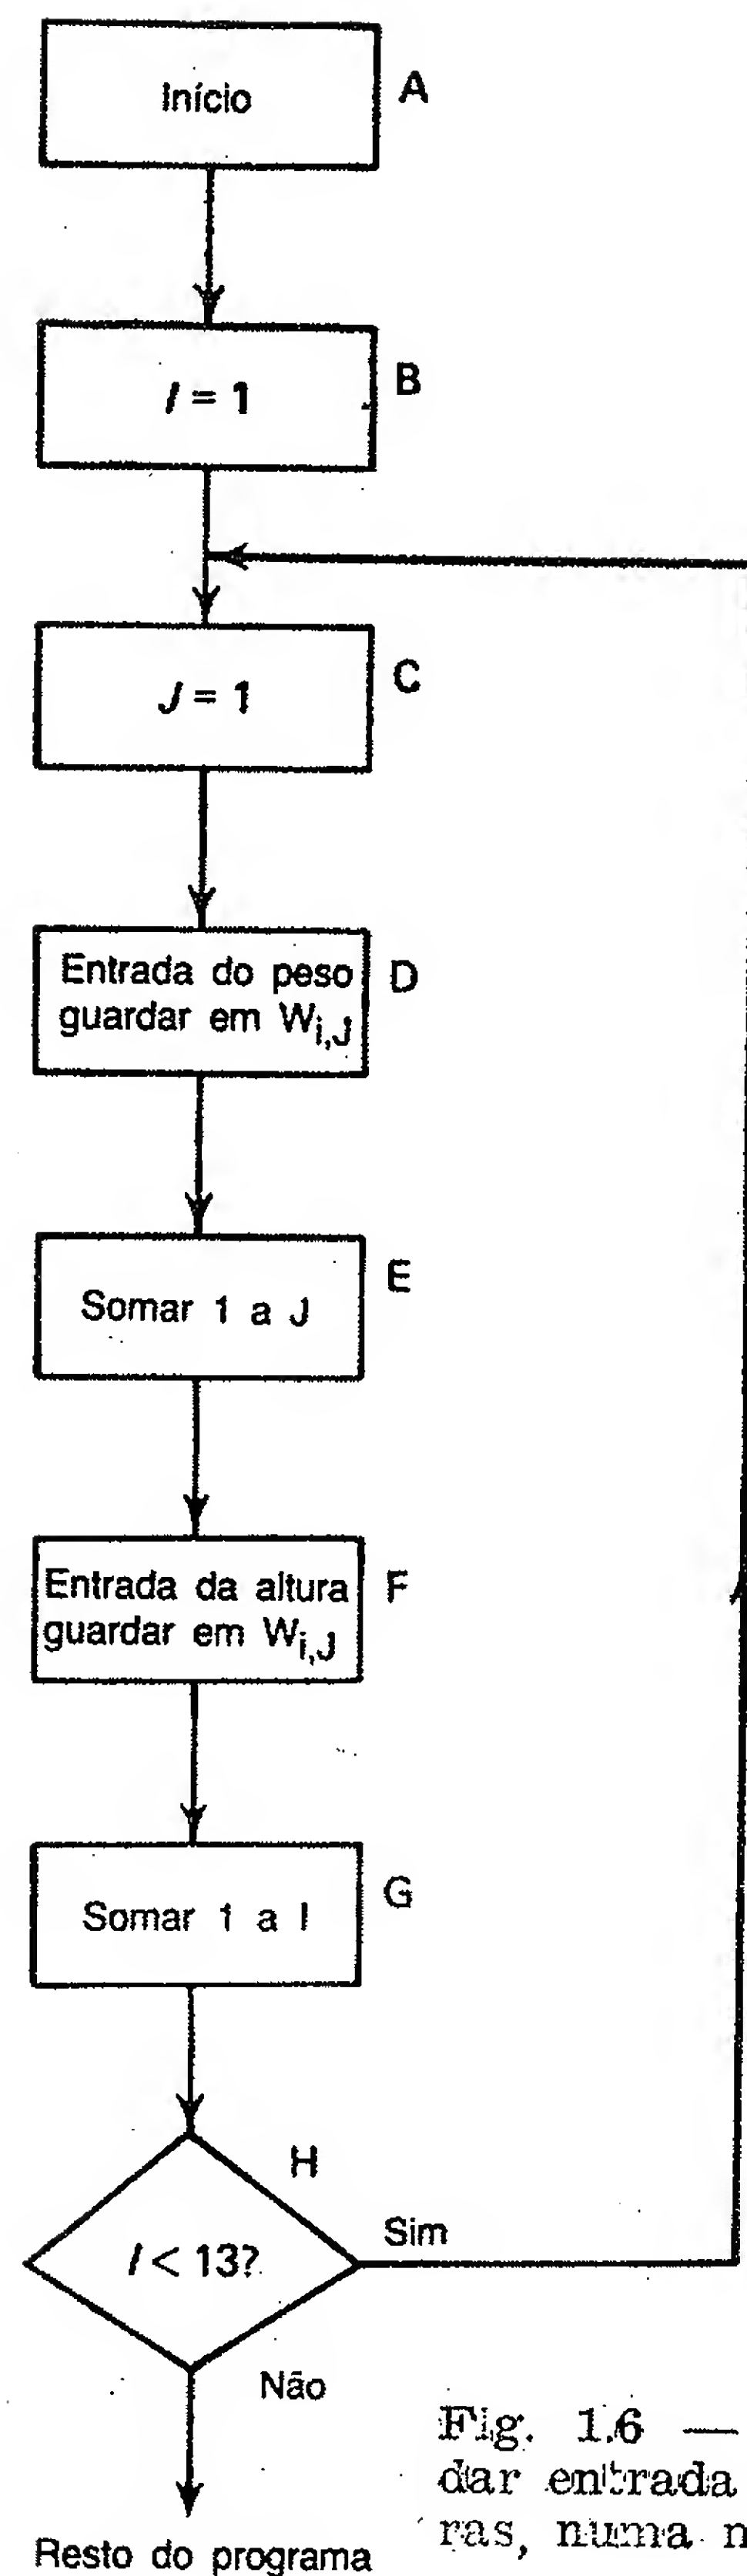 Início
A
I = 1
B
J = 1
C
Entrada do peso
guardar em Wi,J
D
Somar 1 a J
E
Entrada da altura
guardar em Wi,J
F
Somar 1 a I
G
H
I < 13?
Sim
Não
Resto do programa
Fig. 1.6 —
dar entrada
ras, numa m